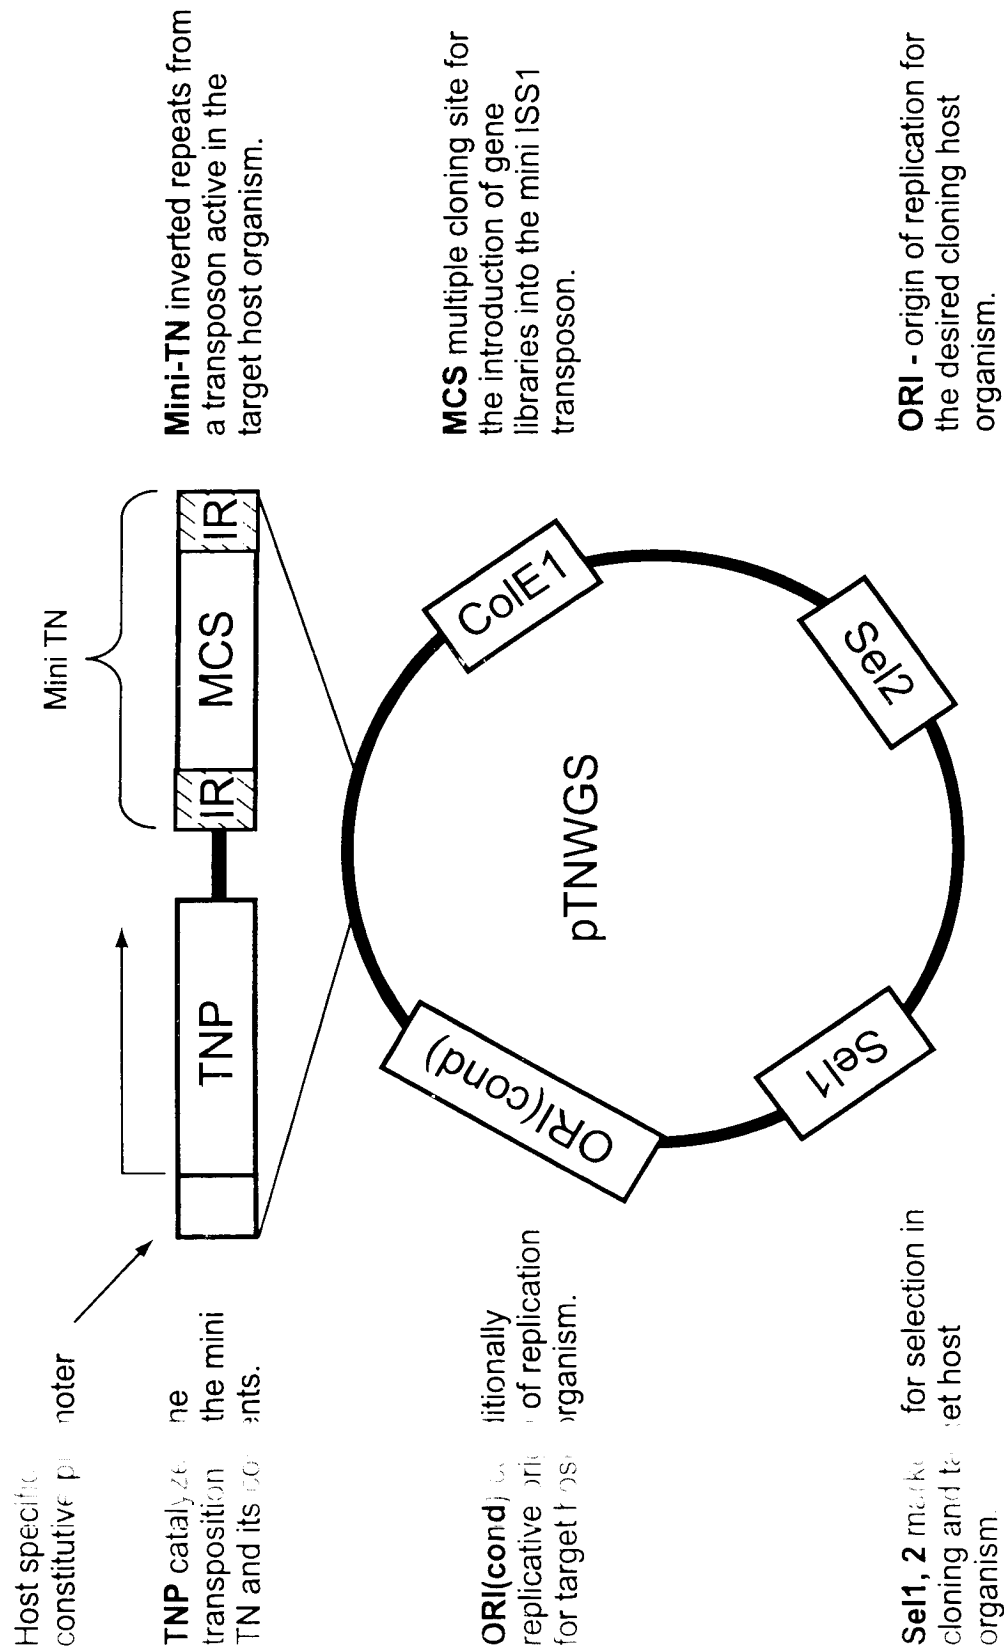 Host specific
constitutive
TNP
transposition the mini
TN and its
ORI(cond)
replicative of replication
for target
Sel1, 2 for selection in
cloning and host
organism.
Mini TN
TNP
IR
MCS
IR
ORI(cond)
ColE1
pTNWGS
Sel1
Sel2
Mini-TN inverted repeats from
a transposon active in the
target host organism.
MCS multiple cloning site for
the introduction of gene
libraries into the mini ISS1
transposon.
ORI - origin of replication for
the desired cloning host
organism.